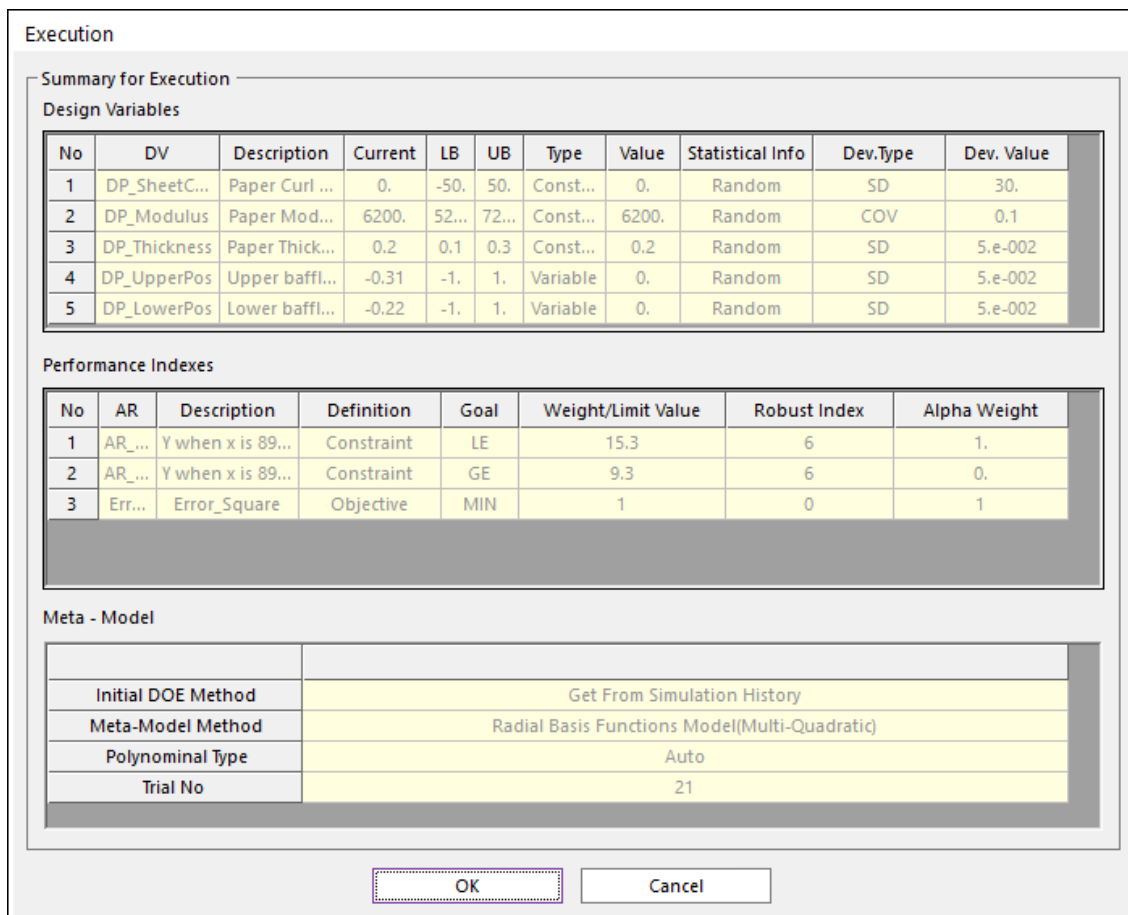 Execution
Summary for Execution
Design Variables
No DV Description Current LB UB Type Value Statistical Info Dev.Type Dev. Value
1 DP_SheetC... Paper Curl ... 0. -50. 50. Const... 0. Random SD 30.
2 DP_Modulus Paper Mod... 6200. 52... 72... Const... 6200. Random COV 0.1
3 DP_Thickness Paper Thick... 0.2 0.1 0.3 Const... 0.2 Random SD 5.e-002
4 DP_UpperPos Upper baffl... -0.31 -1. 1. Variable 0. Random SD 5.e-002
5 DP_LowerPos Lower baffl... -0.22 -1. 1. Variable 0. Random SD 5.e-002
Performance Indexes
No AR Description Definition Goal Weight/Limit Value Robust Index Alpha Weight
1 AR_... Y when x is 89... Constraint LE 15.3 6 1.
2 AR_... Y when x is 89... Constraint GE 9.3 6 0.
3 Err... Error_Square Objective MIN 1 0 1
Meta - Model
Initial DOE Method Get From Simulation History
Meta-Model Method Radial Basis Functions Model(Multi-Quadratic)
Polynominal Type Auto
Trial No 21
OK Cancel